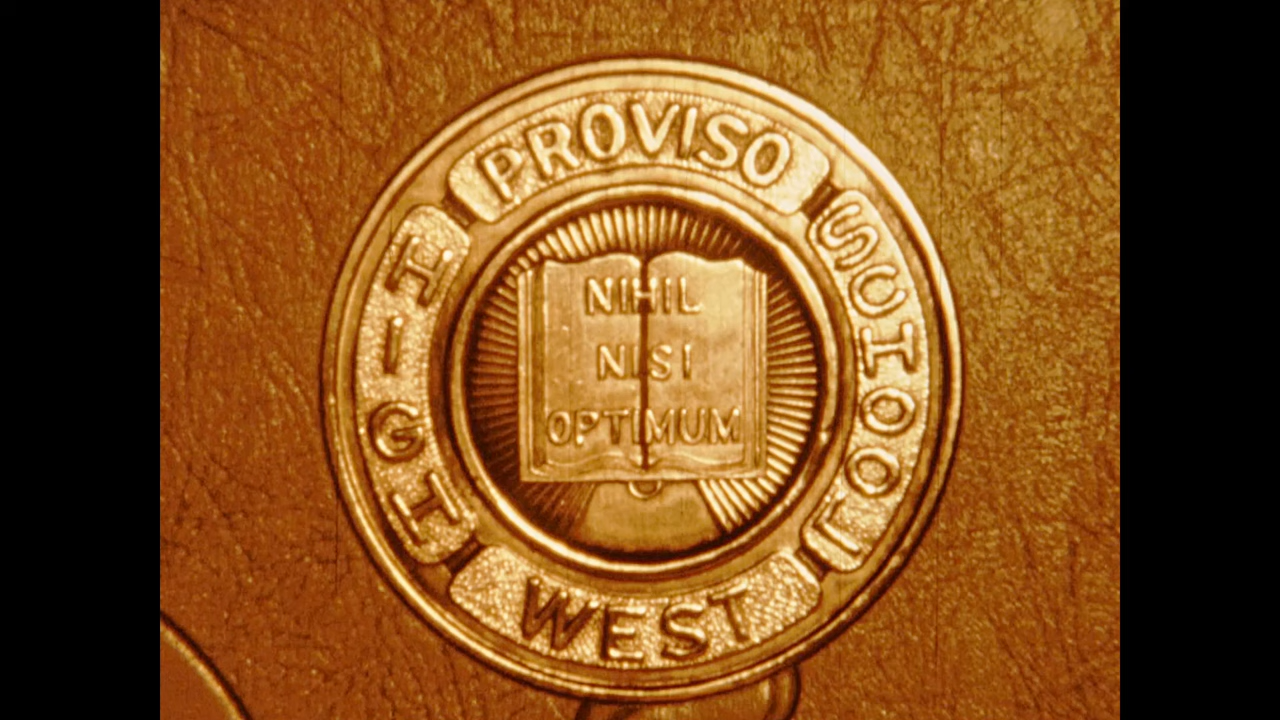 PROVISO
WEST
HIGH
SCHOOL
NIHIL
NISI
OPTIMUM